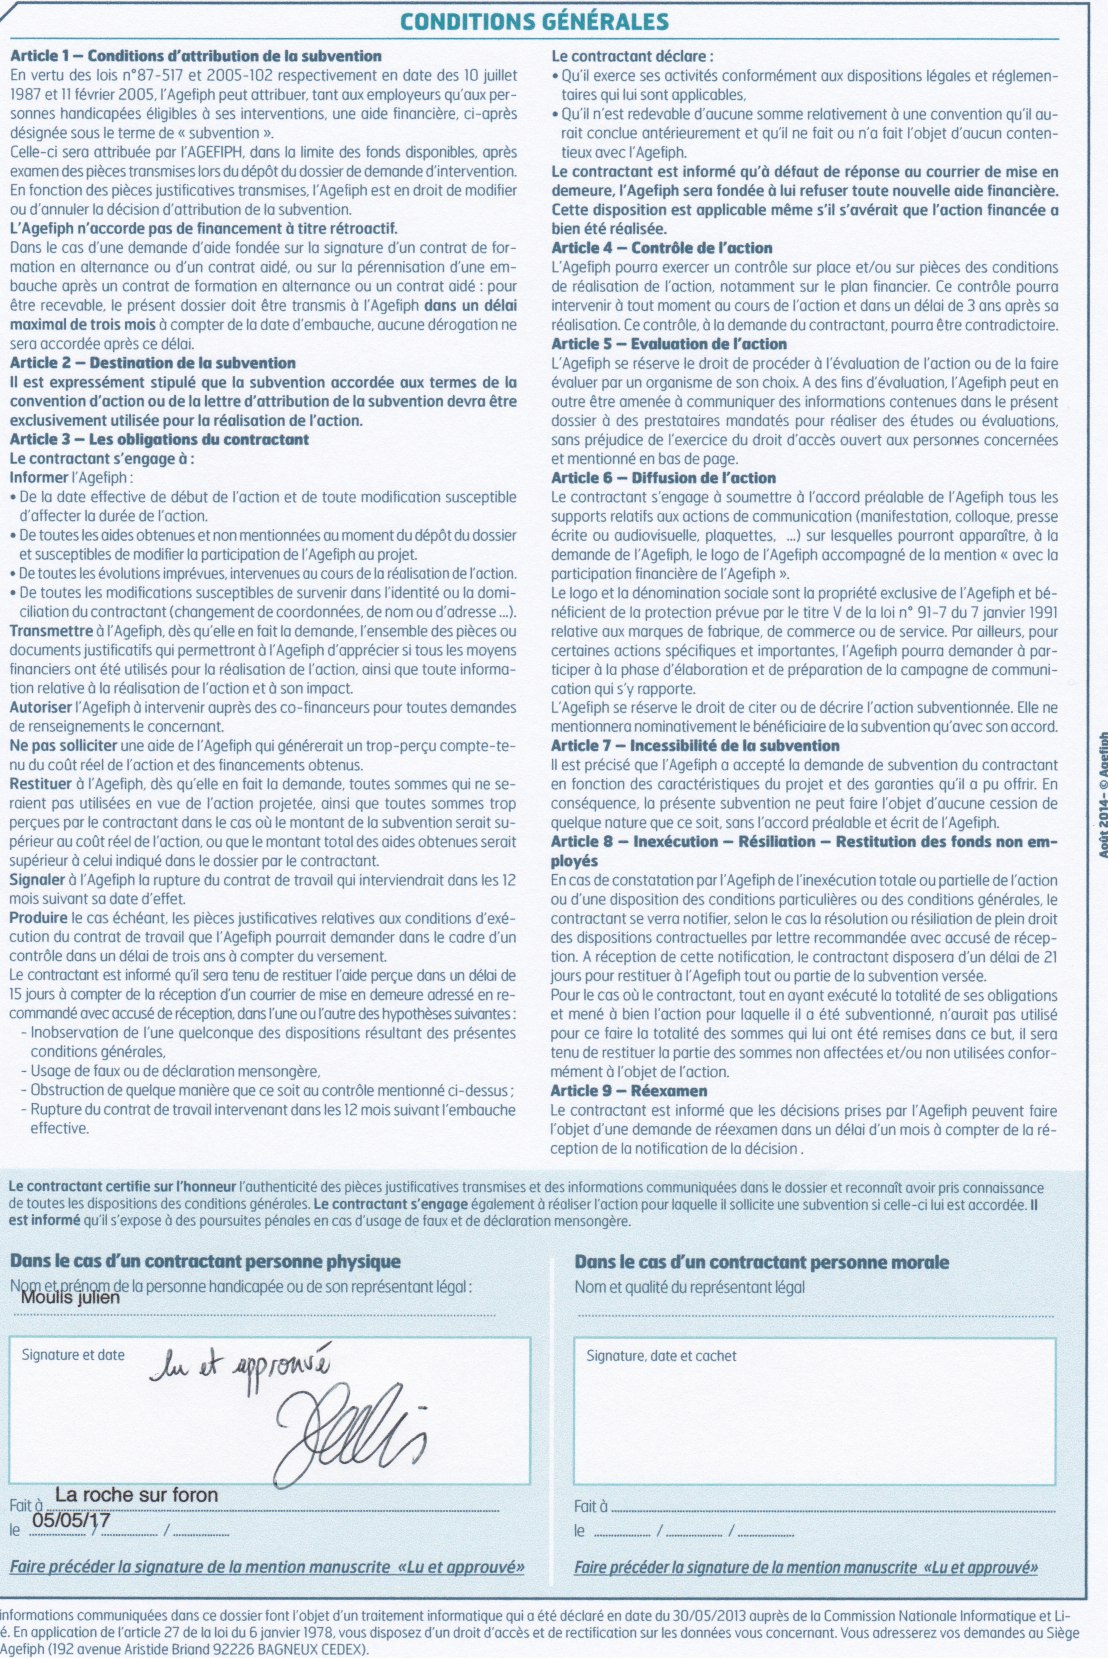 CONDITIONS GÉNÉRALES
Article 1 – Conditions d'attribution de la subvention
En vertu des lois n°87-517 et 2005-102 respectivement en date des 10 juillet
1987 et 11 février 2005, l'Agefiph peut attribuer, tant aux employeurs qu'aux per-
sonnes handicapées éligibles à ses interventions, une aide financière, ci-après
désignée sous le terme de « subvention ».
Celle-ci sera attribuée par l'AGEFIPH, dans la limite des fonds disponibles, après
examen des pièces transmises lors du dépôt du dossier de demande d'intervention.
En fonction des pièces justificatives transmises, l'Agefiph est en droit de modifier
ou d'annuler la décision d'attribution de la subvention.
L'Agefiph n'accorde pas de financement à titre rétroactif.
Dans le cas d'une demande d'aide fondée sur la signature d'un contrat de for-
mation en alternance ou d'un contrat aidé, ou sur la pérennisation d'une em-
bauche après un contrat de formation en alternance ou un contrat aidé : pour
être recevable, le présent dossier doit être transmis à l'Agefiph dans un délai
maximal de trois mois à compter de la date d'embauche, aucune dérogation ne
sera accordée après ce délai.
Article 2 – Destination de la subvention
Il est expressément stipulé que la subvention accordée aux termes de la
convention d'action ou de la lettre d'attribution de la subvention devra être
exclusivement utilisée pour la réalisation de l'action.
Article 3 – Les obligations du contractant
Le contractant s'engage à :
Informer l'Agefiph :
• De la date effective de début de l'action et de toute modification susceptible
d'affecter la durée de l'action.
• De toutes les aides obtenues et non mentionnées au moment du dépôt du dossier
et susceptibles de modifier la participation de l'Agefiph au projet.
• De toutes les évolutions imprévues, intervenues au cours de la réalisation de l'action.
• De toutes les modifications susceptibles de survenir dans l'identité ou la domi-
ciliation du contractant (changement de coordonnées, de nom ou d'adresse ...).
Transmettre à l'Agefiph, dès qu'elle en fait la demande, l'ensemble des pièces ou
documents justificatifs qui permettront à l'Agefiph d'apprécier si tous les moyens
financiers ont été utilisés pour la réalisation de l'action, ainsi que toute informa-
tion relative à la réalisation de l'action et à son impact.
Autoriser l'Agefiph à intervenir auprès des co-financeurs pour toutes demandes
de renseignements le concernant.
Ne pas solliciter une aide de l'Agefiph qui générerait un trop-perçu compte-te-
nu du coût réel de l'action et des financements obtenus.
Restituer à l'Agefiph, dès qu'elle en fait la demande, toutes sommes qui ne se-
raient pas utilisées en vue de l'action projetée, ainsi que toutes sommes trop
perçues par le contractant dans le cas où le montant de la subvention serait su-
périeur au coût réel de l'action, ou que le montant total des aides obtenues serait
supérieur à celui indiqué dans le dossier par le contractant.
Signaler à l'Agefiph la rupture du contrat de travail qui interviendrait dans les 12
mois suivant sa date d'effet.
Produire le cas échéant, les pièces justificatives relatives aux conditions d'exé-
cution du contrat de travail que l'Agefiph pourrait demander dans le cadre d'un
contrôle dans un délai de trois ans à compter du versement.
Le contractant est informé qu'il sera tenu de restituer l'aide perçue dans un délai de
15 jours à compter de la réception d'un courrier de mise en demeure adressé en re-
commandé avec accusé de réception, dans l'une ou l'autre des hypothèses suivantes :
- Inobservation de l'une quelconque des dispositions résultant des présentes
conditions générales,
- Usage de faux ou de déclaration mensongère,
- Obstruction de quelque manière que ce soit au contrôle mentionné ci-dessus ;
- Rupture du contrat de travail intervenant dans les 12 mois suivant l'embauche
effective.
Le contractant déclare :
• Qu'il exerce ses activités conformément aux dispositions légales et réglemen-
taires qui lui sont applicables,
• Qu'il n'est redevable d'aucune somme relativement à une convention qu'il au-
rait conclue antérieurement et qu'il ne fait ou n'a fait l'objet d'aucun conten-
tieux avec l'Agefiph.
Le contractant est informé qu'à défaut de réponse au courrier de mise en
demeure, l'Agefiph sera fondée à lui refuser toute nouvelle aide financière.
Cette disposition est applicable même s'il s'avérait que l'action financée a
bien été réalisée.
Article 4 – Contrôle de l'action
L'Agefiph pourra exercer un contrôle sur place et/ou sur pièces des conditions
de réalisation de l'action, notamment sur le plan financier. Ce contrôle pourra
intervenir à tout moment au cours de l'action et dans un délai de 3 ans après sa
réalisation. Ce contrôle, à la demande du contractant, pourra être contradictoire.
Article 5 – Evaluation de l'action
L'Agefiph se réserve le droit de procéder à l'évaluation de l'action ou de la faire
évaluer par un organisme de son choix. A des fins d'évaluation, l'Agefiph peut en
outre être amenée à communiquer des informations contenues dans le présent
dossier à des prestataires mandatés pour réaliser des études ou évaluations,
sans préjudice de l'exercice du droit d'accès ouvert aux personnes concernées
et mentionné en bas de page.
Article 6 – Diffusion de l'action
Le contractant s'engage à soumettre à l'accord préalable de l'Agefiph tous les
supports relatifs aux actions de communication (manifestation, colloque, presse
écrite ou audiovisuelle, plaquettes, ...) sur lesquelles pourront apparaître, à la
demande de l'Agefiph, le logo de l'Agefiph accompagné de la mention « avec la
participation financière de l'Agefiph ».
Le logo et la dénomination sociale sont la propriété exclusive de l'Agefiph et bé-
néficient de la protection prévue par le titre V de la loi n° 91-7 du 7 janvier 1991
relative aux marques de fabrique, de commerce ou de service. Par ailleurs, pour
certaines actions spécifiques et importantes, l'Agefiph pourra demander à par-
ticiper à la phase d'élaboration et de préparation de la campagne de communi-
cation qui s'y rapporte.
L'Agefiph se réserve le droit de citer ou de décrire l'action subventionnée. Elle ne
mentionnera nominativement le bénéficiaire de la subvention qu'avec son accord.
Article 7 – Incessibilité de la subvention
Il est précisé que l'Agefiph a accepté la demande de subvention du contractant
en fonction des caractéristiques du projet et des garanties qu'il a pu offrir. En
conséquence, la présente subvention ne peut faire l'objet d'aucune cession de
quelque nature que ce soit, sans l'accord préalable et écrit de l'Agefiph.
Article 8 – Inexécution – Résiliation – Restitution des fonds non em-
ployés
En cas de constatation par l'Agefiph de l'inexécution totale ou partielle de l'action
ou d'une disposition des conditions particulières ou des conditions générales, le
contractant se verra notifier, selon le cas la résolution ou résiliation de plein droit
des dispositions contractuelles par lettre recommandée avec accusé de récep-
tion. A réception de cette notification, le contractant disposera d'un délai de 21
jours pour restituer à l'Agefiph tout ou partie de la subvention versée.
Pour le cas où le contractant, tout en ayant exécuté la totalité de ses obligations
et mené à bien l'action pour laquelle il a été subventionné, n'aurait pas utilisé
pour ce faire la totalité des sommes qui lui ont été remises dans ce but, il sera
tenu de restituer la partie des sommes non affectées et/ou non utilisées confor-
mément à l'objet de l'action.
Article 9 – Réexamen
Le contractant est informé que les décisions prises par l'Agefiph peuvent faire
l'objet d'une demande de réexamen dans un délai d'un mois à compter de la ré-
ception de la notification de la décision .
Août 2014- © Agefiph
Le contractant certifie sur l'honneur l'authenticité des pièces justificatives transmises et des informations communiquées dans le dossier et reconnaît avoir pris connaissance
de toutes les dispositions des conditions générales. Le contractant s'engage également à réaliser l'action pour laquelle il sollicite une subvention si celle-ci lui est accordée. Il
est informé qu'il s'expose à des poursuites pénales en cas d'usage de faux et de déclaration mensongère.
Dans le cas d'un contractant personne physique
Nom et prénom de la personne handicapée ou de son représentant légal :
Moulis julien
Signature et date
lu et approuvé
Fait à La roche sur foron
le 05/05/17 / /
Faire précéder la signature de la mention manuscrite «Lu et approuvé»
Dans le cas d'un contractant personne morale
Nom et qualité du représentant légal
Signature, date et cachet
Fait à
le / /
Faire précéder la signature de la mention manuscrite «Lu et approuvé»
informations communiquées dans ce dossier font l'objet d'un traitement informatique qui a été déclaré en date du 30/05/2013 auprès de la Commission Nationale Informatique et Li-
é. En application de l'article 27 de la loi du 6 janvier 1978, vous disposez d'un droit d'accès et de rectification sur les données vous concernant. Vous adresserez vos demandes au Siège
Agefiph (192 avenue Aristide Briand 92226 BAGNEUX CEDEX).